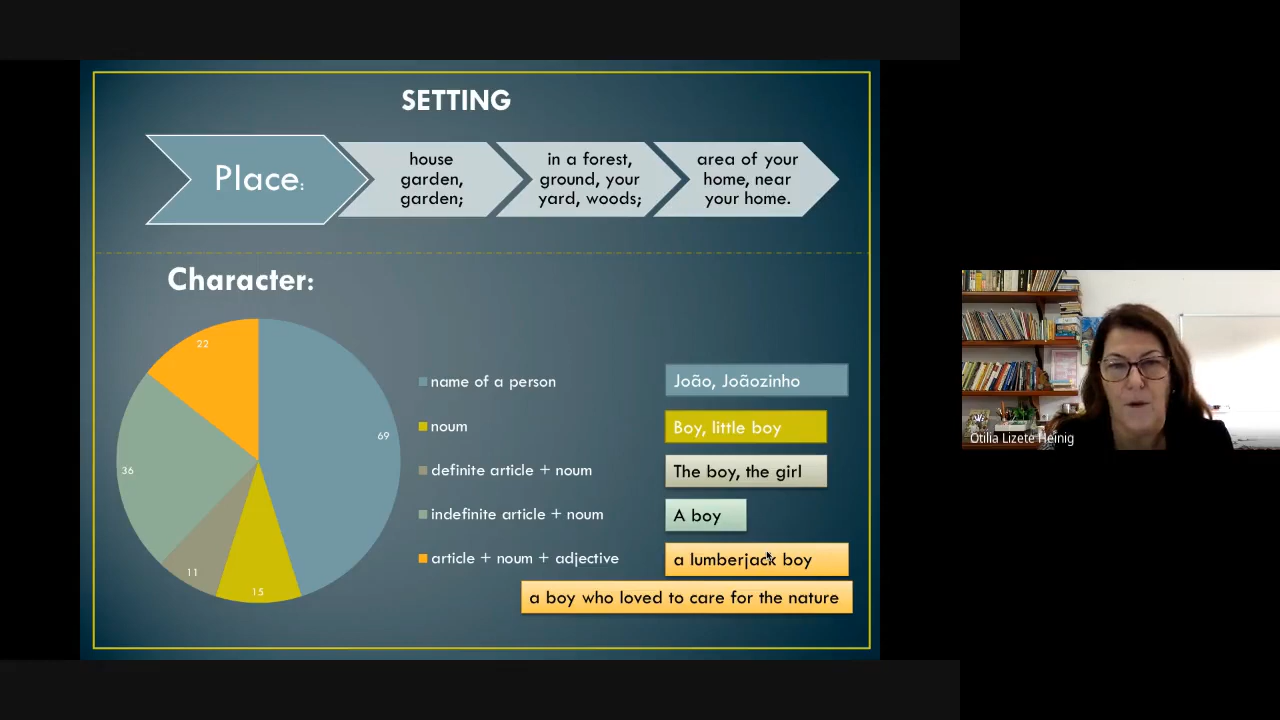 SETTING
Place:
house
garden,
garden;
in a forest,
ground, your
yard, woods;
area of your
home, near
your home.
Character:
22
69
36
11
15
name of a person
João, Joãozinho
noum
Boy, little boy
definite article + noum
The boy, the girl
indefinite article + noum
A boy
article + noum + adjective
a lumberjack boy
a boy who loved to care for the nature
Otilia Lizete Heinig